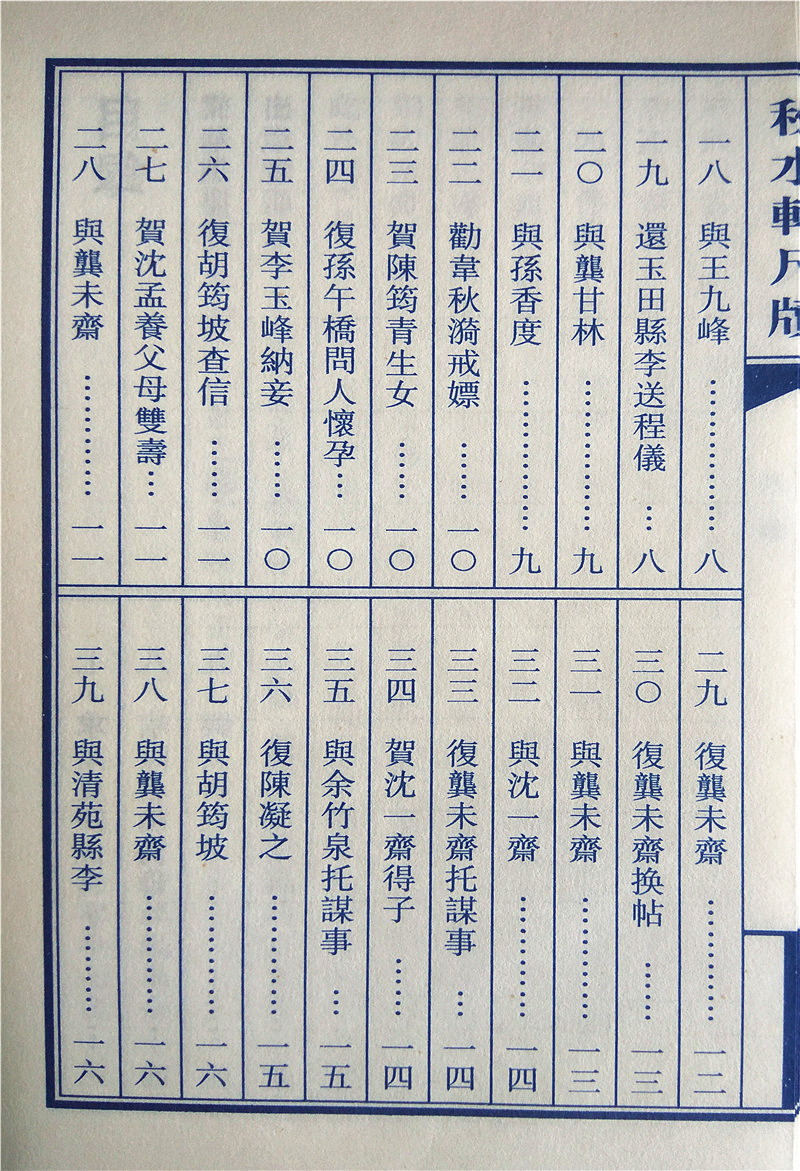 秋水軒尺牘
一八 與王九峰 …………… 八
一九 還玉田縣李送程儀 … 八
二〇 與龔甘林 …………… 九
二一 與孫香度 …………… 九
二二 勸韋秋漪戒嫖 …… 一〇
二三 賀陳筠青生女 …… 一〇
二四 復孫午橋問人懷孕 … 一〇
二五 賀李玉峰納妾 …… 一〇
二六 復胡筠坡查信 …… 一一
二七 賀沈孟養父母雙壽 … 一一
二八 與龔未齋 ………… 一一
二九 復龔未齋 ………… 一二
三〇 復龔未齋換帖 …… 一三
三一 與龔未齋 ………… 一三
三二 與沈一齋 ………… 一四
三三 復龔未齋托謀事 … 一四
三四 賀沈一齋得子 …… 一四
三五 與余竹泉托謀事 … 一五
三六 復陳凝之 ………… 一五
三七 與胡筠坡 ………… 一六
三八 與龔未齋 ………… 一六
三九 與清苑縣李 ……… 一六